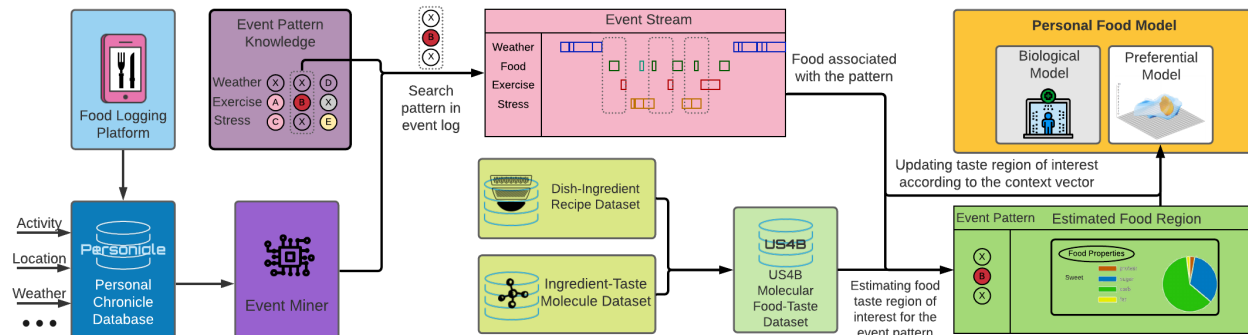 Food Logging
Platform
Activity
Location
Weather
Personicle
Personal
Chronicle
Database
Event Pattern
Knowledge
Weather X X D
Exercise A B X
Stress C X E
Event Miner
X
B
X
Search
pattern in
event log
Event Stream
Weather
Food
Exercise
Stress
Dish-Ingredient
Recipe Dataset
Ingredient-Taste
Molecule Dataset
US4B
US4B
Molecular
Food-Taste
Dataset
Food associated
with the pattern
Estimating food
taste region of
interest for the
event pattern
Personal Food Model
Biological
Model
Preferential
Model
Updating taste region of interest
according to the context vector
Event Pattern
X
B
X
Estimated Food Region
Food Properties
Sweet
protein
sugar
carb
fat